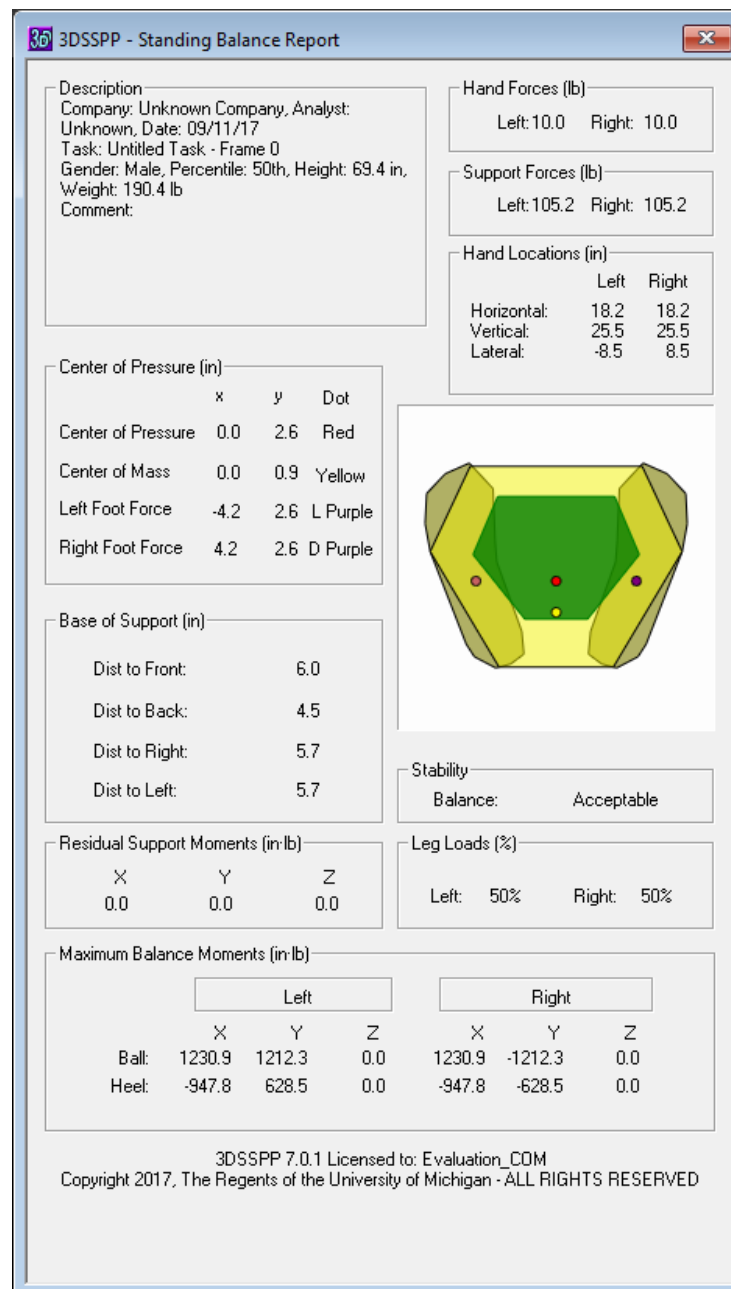 3D 3DSSPP - Standing Balance Report
Description
Company: Unknown Company, Analyst:
Unknown, Date: 09/11/17
Task: Untitled Task - Frame 0
Gender: Male, Percentile: 50th, Height: 69.4 in,
Weight: 190.4 lb
Comment:
Hand Forces (lb)
Left: 10.0 Right: 10.0
Support Forces (lb)
Left: 105.2 Right: 105.2
Hand Locations (in)
Left Right
Horizontal: 18.2 18.2
Vertical: 25.5 25.5
Lateral: -8.5 8.5
Center of Pressure (in)
x y Dot
Center of Pressure 0.0 2.6 Red
Center of Mass 0.0 0.9 Yellow
Left Foot Force -4.2 2.6 L Purple
Right Foot Force 4.2 2.6 D Purple
Base of Support (in)
Dist to Front: 6.0
Dist to Back: 4.5
Dist to Right: 5.7
Dist to Left: 5.7
Stability
Balance: Acceptable
Residual Support Moments (in·lb)
X Y Z
0.0 0.0 0.0
Leg Loads (%)
Left: 50% Right: 50%
Maximum Balance Moments (in·lb)
Left Right
X Y Z X Y Z
Ball: 1230.9 1212.3 0.0 1230.9 -1212.3 0.0
Heel: -947.8 628.5 0.0 -947.8 -628.5 0.0
3DSSPP 7.0.1 Licensed to: Evaluation_COM
Copyright 2017, The Regents of the University of Michigan - ALL RIGHTS RESERVED